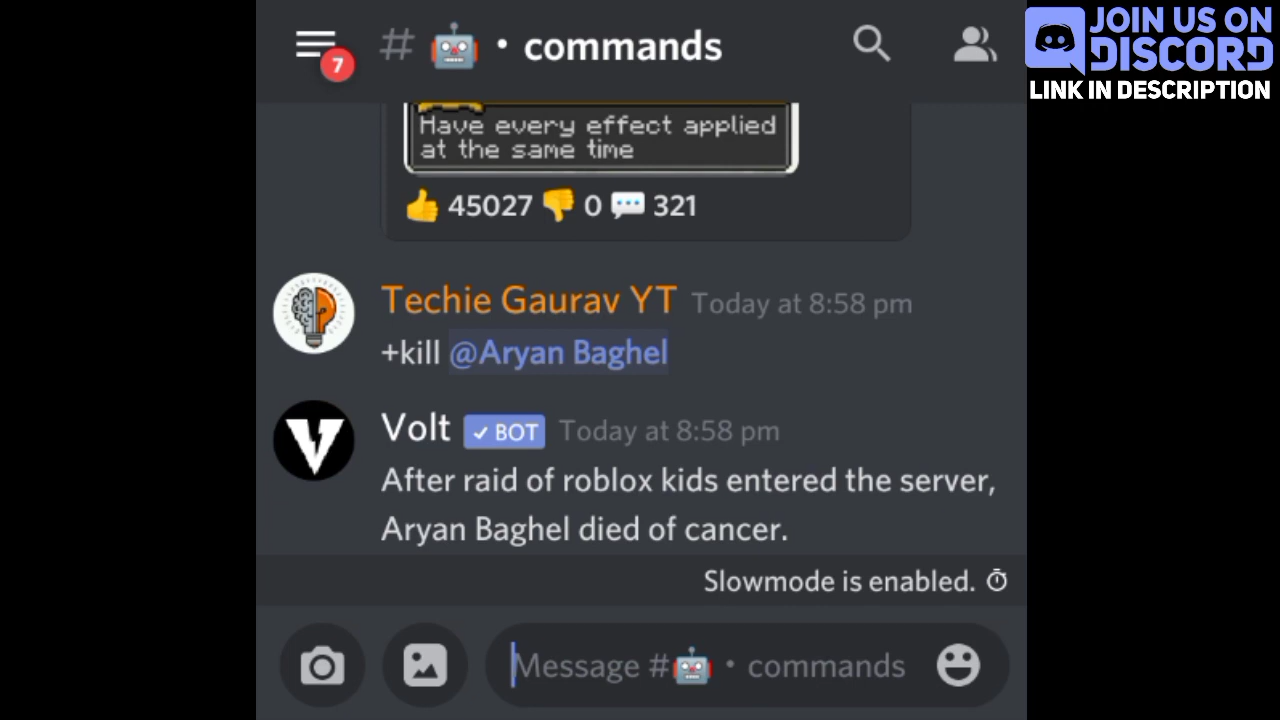 7
# 🤖 • commands
JOIN US ON
DISCORD
LINK IN DESCRIPTION
Have every effect applied
at the same time
👍 45027 👎 0 💬 321
Techie Gaurav YT Today at 8:58 pm
+kill @Aryan Baghel
Volt ✓ BOT Today at 8:58 pm
After raid of roblox kids entered the server,
Aryan Baghel died of cancer.
Slowmode is enabled.
Message #🤖 • commands